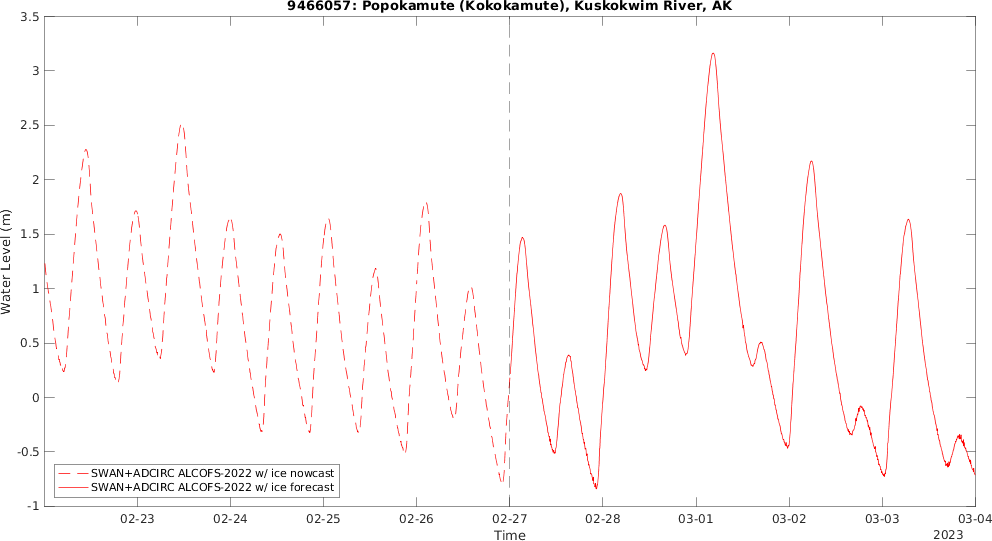 9466057: Popokamute (Kokokamute), Kuskokwim River, AK
3.5
3
2.5
2
1.5
1
0.5
0
-0.5
-1
Water Level (m)
SWAN+ADCIRC ALCOFS-2022 w/ ice nowcast
SWAN+ADCIRC ALCOFS-2022 w/ ice forecast
02-23 02-24 02-25 02-26 02-27 02-28 03-01 03-02 03-03 03-04
Time
2023